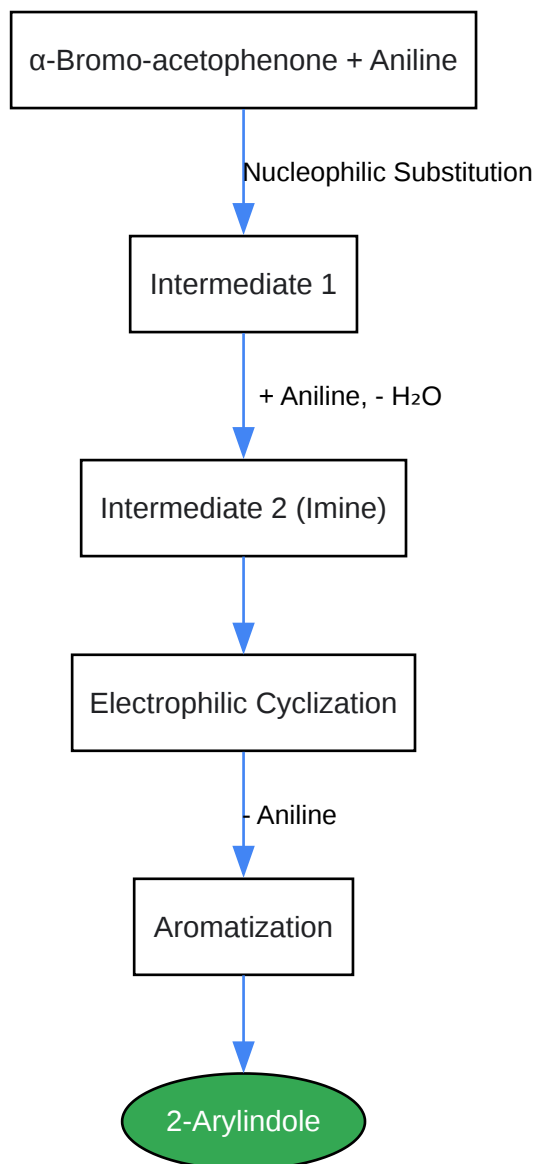 α-Bromo-acetophenone + Aniline
Nucleophilic Substitution
Intermediate 1
+ Aniline, - H₂O
Intermediate 2 (Imine)
Electrophilic Cyclization
- Aniline
Aromatization
2-Arylindole